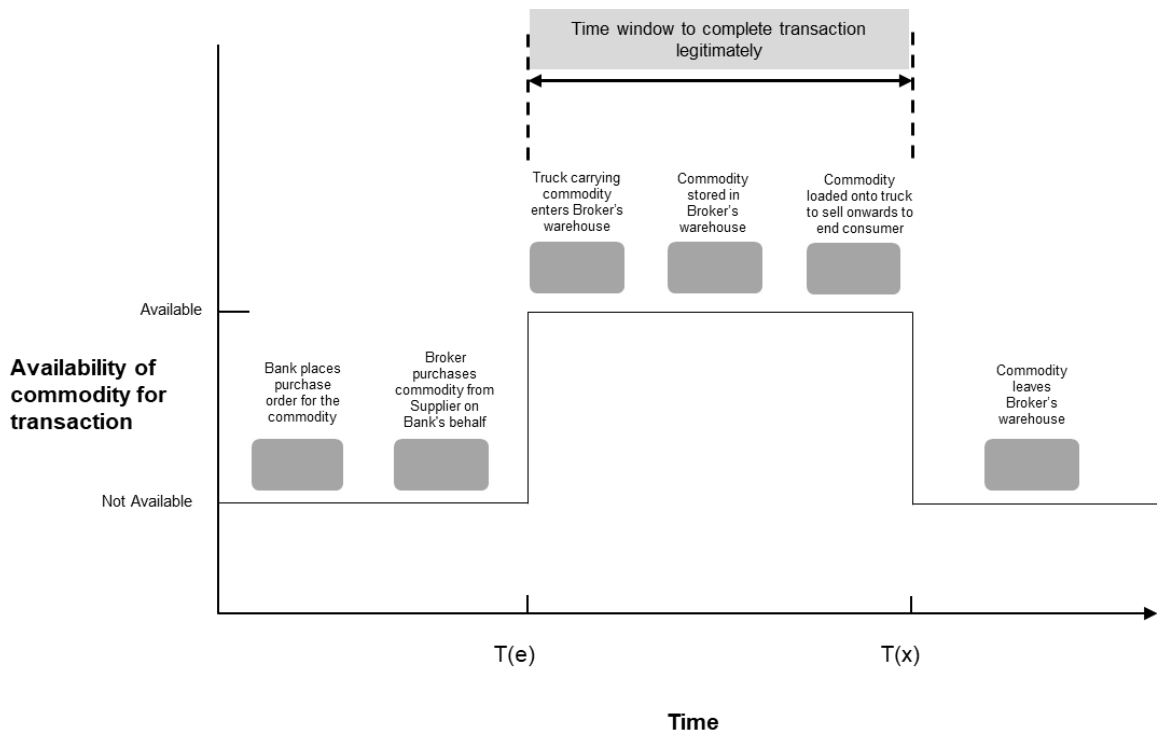 Time window to complete transaction
legitimately
Truck carrying
commodity
enters Broker's
warehouse
Commodity
stored in
Broker's
warehouse
Commodity
loaded onto truck
to sell onwards to
end consumer
Available
Availability of
commodity for
transaction
Bank places
purchase
order for the
commodity
Broker
purchases
commodity from
Supplier on
Bank's behalf
Commodity
leaves
Broker's
warehouse
Not Available
T(e)
T(x)
Time